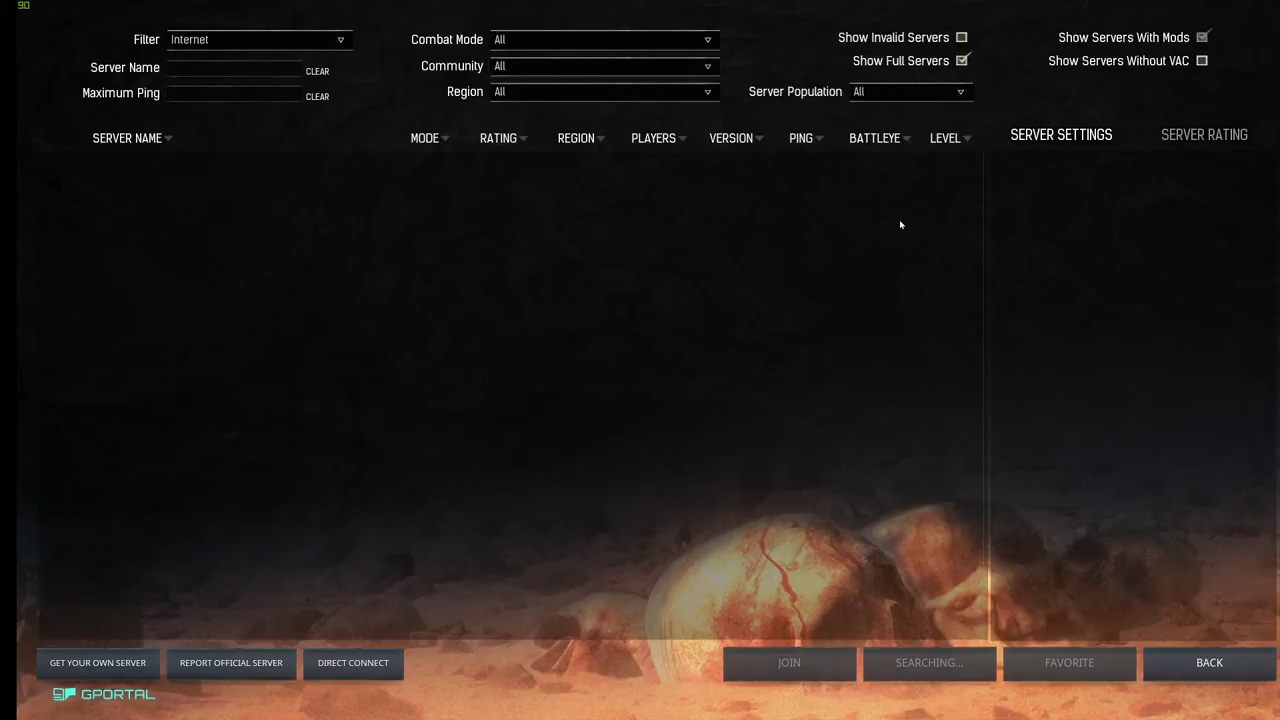 90
Filter Internet Combat Mode All Show Invalid Servers Show Servers With Mods
Server Name CLEAR Community All Show Full Servers Show Servers Without VAC
Maximum Ping CLEAR Region All Server Population All
SERVER NAME MODE RATING REGION PLAYERS VERSION PING BATTLEYE LEVEL SERVER SETTINGS SERVER RATING
GET YOUR OWN SERVER REPORT OFFICIAL SERVER DIRECT CONNECT JOIN SEARCHING... FAVORITE BACK
GPORTAL